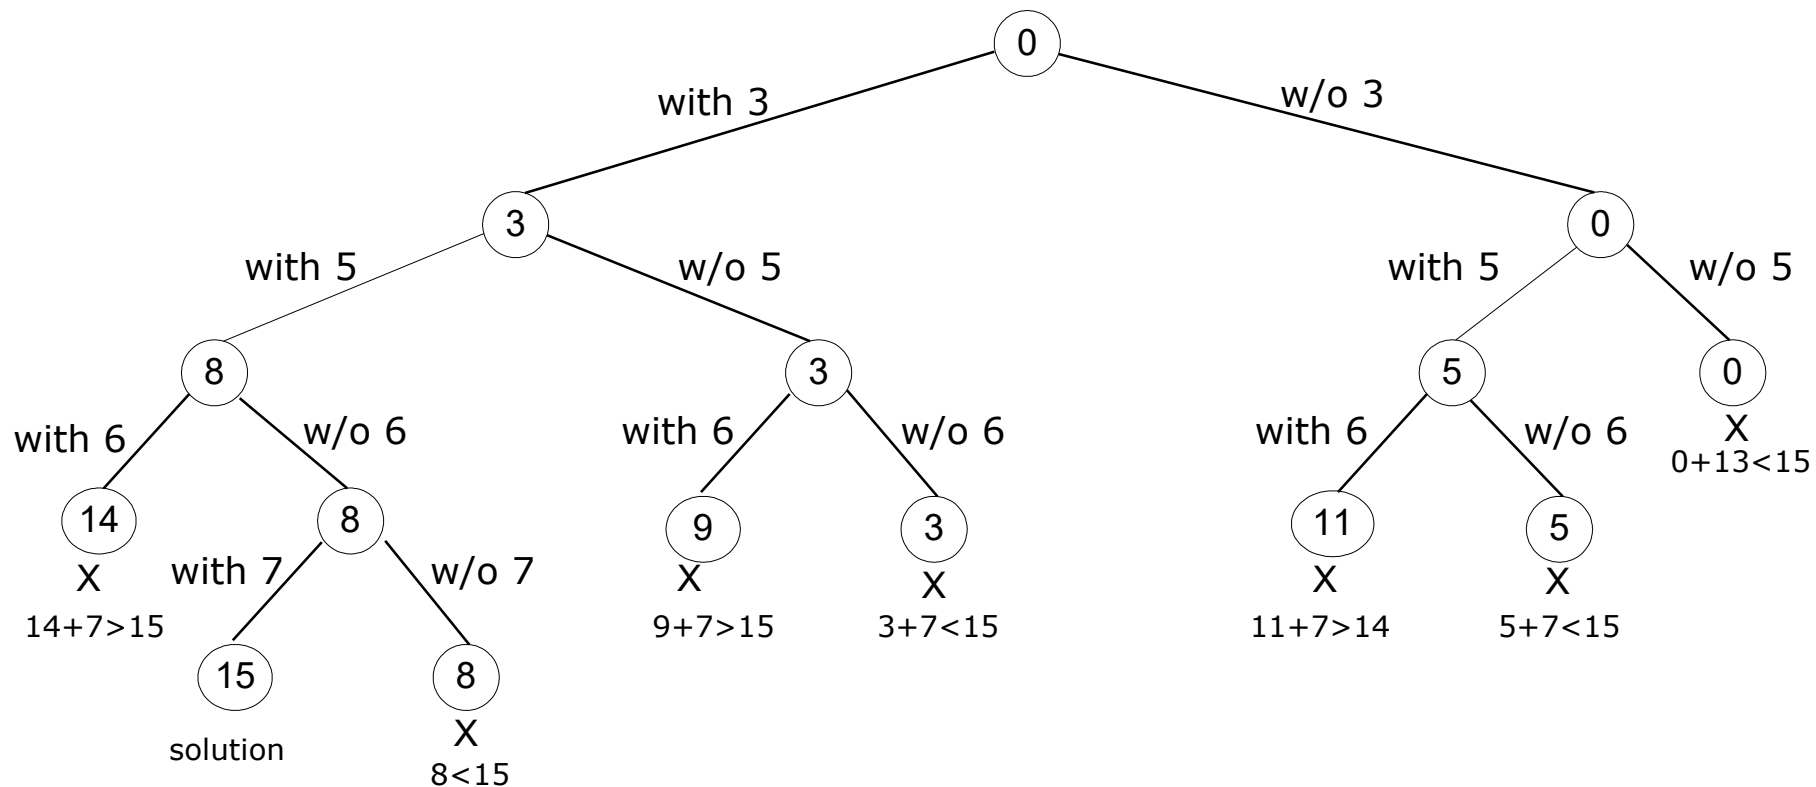 0
with 3
w/o 3
3
0
with 5
w/o 5
with 5
w/o 5
8
3
5
0
with 6
w/o 6
with 6
w/o 6
with 6
w/o 6
X
0+13<15
14
8
9
3
11
5
X
with 7
w/o 7
X
X
X
X
14+7>15
9+7>15
3+7<15
11+7>14
5+7<15
15
8
solution
X
8<15